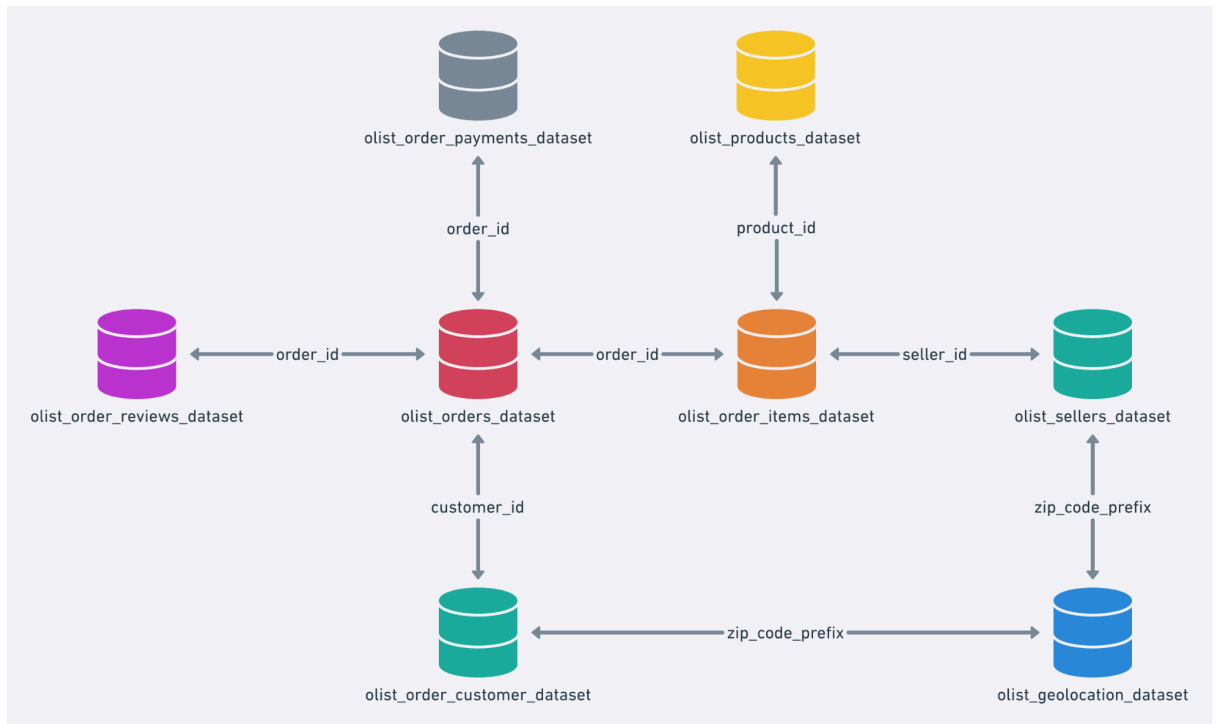 olist_order_payments_dataset
olist_products_dataset
order_id
product_id
order_id
order_id
seller_id
olist_order_reviews_dataset
olist_orders_dataset
olist_order_items_dataset
olist_sellers_dataset
customer_id
zip_code_prefix
zip_code_prefix
olist_order_customer_dataset
olist_geolocation_dataset